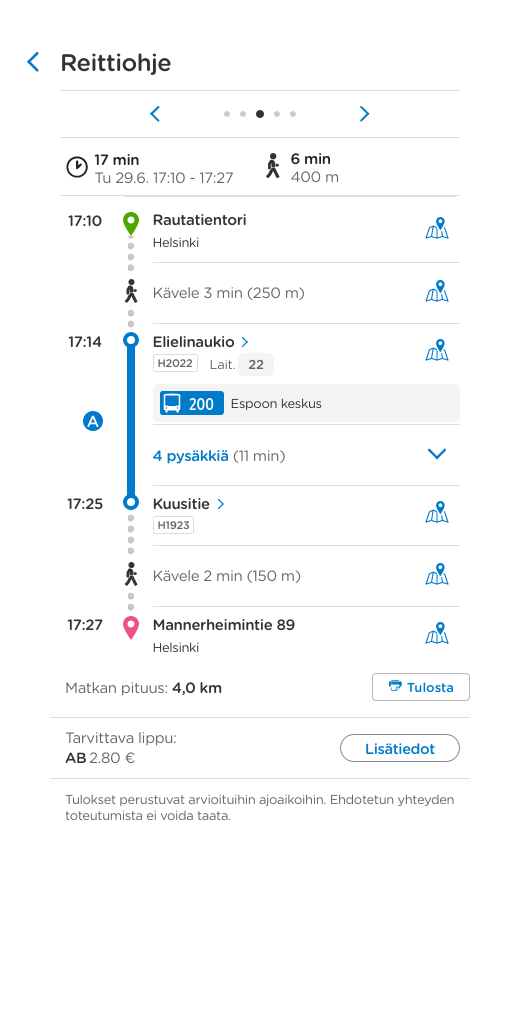 Reittiohje
17 min
Tu 29.6. 17:10 - 17:27
6 min
400 m
17:10
Rautatientori
Helsinki
Kävele 3 min (250 m)
17:14
Elielinaukio
H2022 Lait. 22
200 Espoon keskus
A
4 pysäkkiä (11 min)
17:25
Kuusitie
H1923
Kävele 2 min (150 m)
17:27
Mannerheimintie 89
Helsinki
Matkan pituus: 4,0 km
Tulosta
Tarvittava lippu:
AB 2.80 €
Lisätiedot
Tulokset perustuvat arvioituihin ajoaikoihin. Ehdotetun yhteyden
toteutumista ei voida taata.